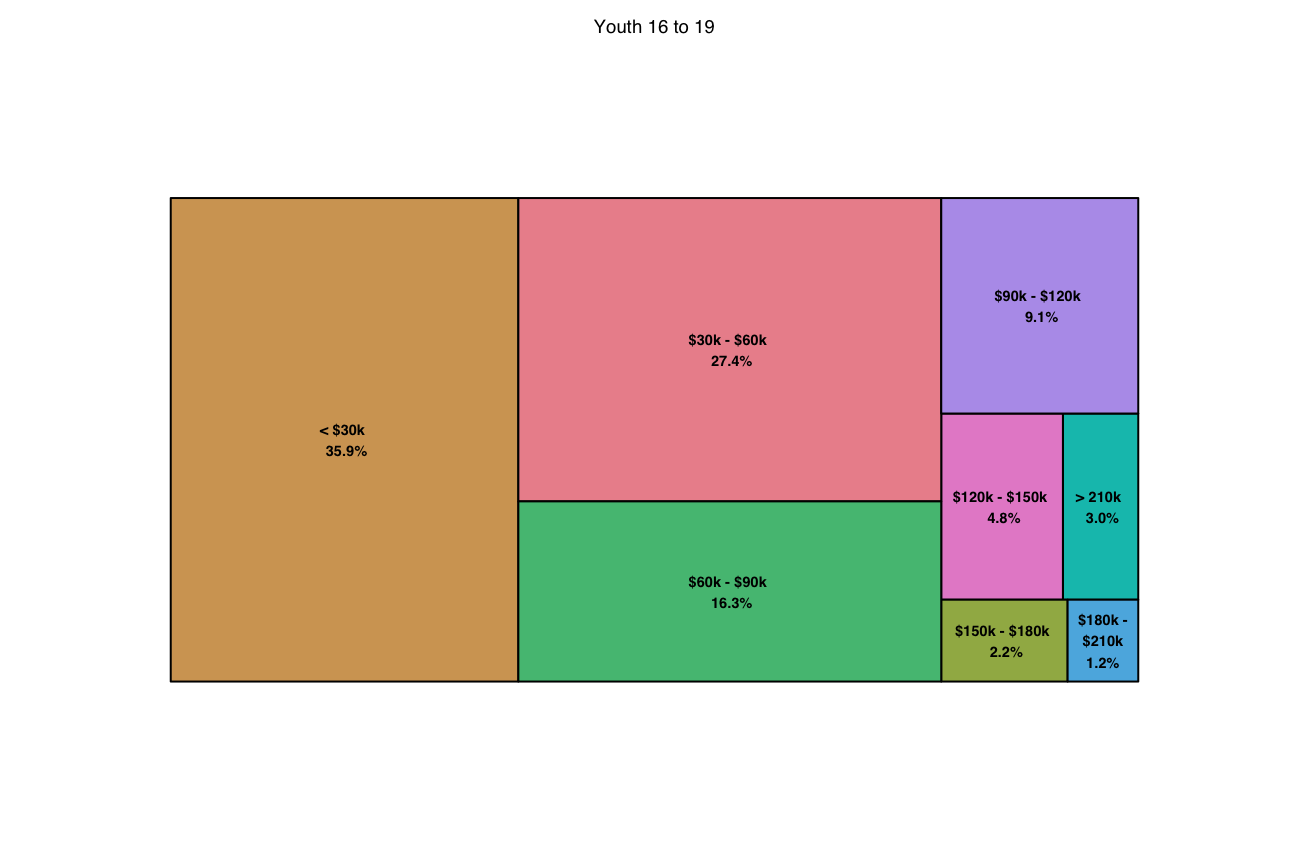 Youth 16 to 19
< $30k
35.9%
$30k - $60k
27.4%
$60k - $90k
16.3%
$90k - $120k
9.1%
$120k - $150k
4.8%
> 210k
3.0%
$150k - $180k
2.2%
$180k -
$210k
1.2%